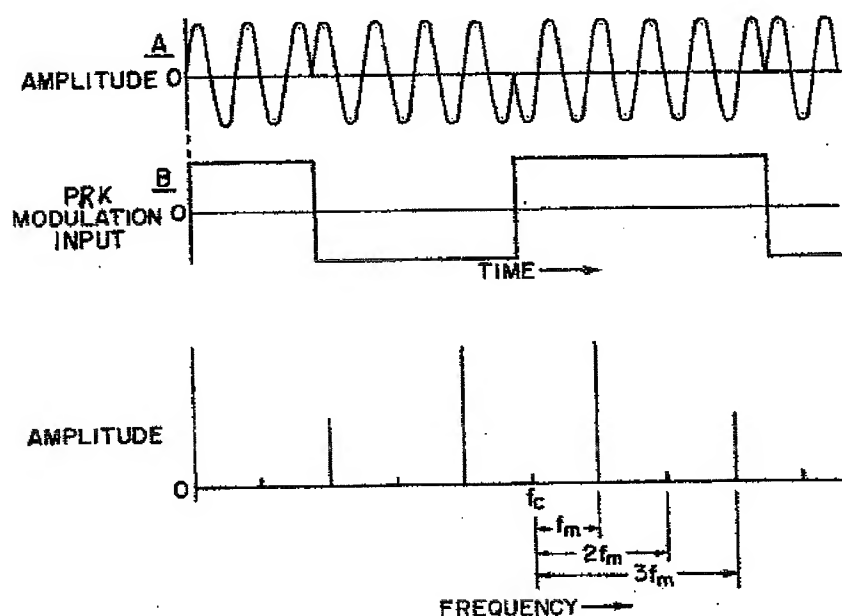 A
AMPLITUDE 0
B
PRK
MODULATION 0
INPUT
TIME
AMPLITUDE
0
fc
fm
2fm
3fm
FREQUENCY